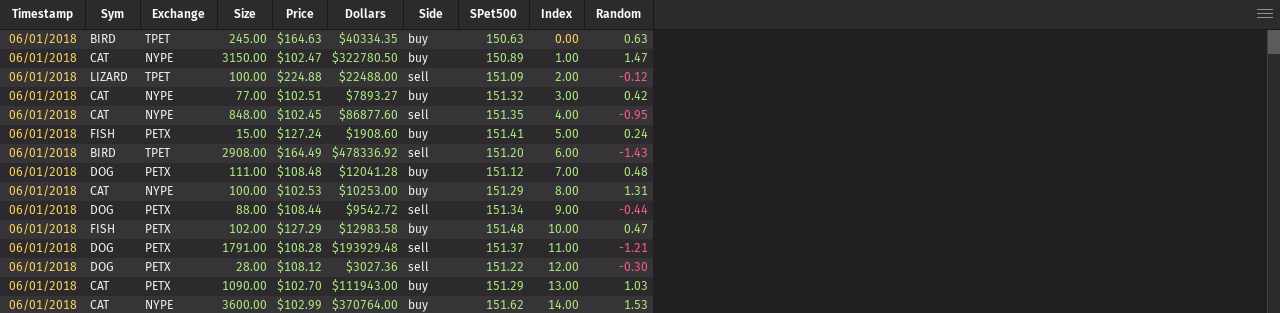 Timestamp Sym Exchange Size Price Dollars Side SPet500 Index Random
06/01/2018 BIRD TPET 245.00 $164.63 $40334.35 buy 150.63 0.00 0.63
06/01/2018 CAT NYPE 3150.00 $102.47 $322780.50 buy 150.89 1.00 1.47
06/01/2018 LIZARD TPET 100.00 $224.88 $22488.00 sell 151.09 2.00 -0.12
06/01/2018 CAT NYPE 77.00 $102.51 $7893.27 buy 151.32 3.00 0.42
06/01/2018 CAT NYPE 848.00 $102.45 $86877.60 sell 151.35 4.00 -0.95
06/01/2018 FISH PETX 15.00 $127.24 $1908.60 buy 151.41 5.00 0.24
06/01/2018 BIRD TPET 2908.00 $164.49 $478336.92 sell 151.20 6.00 -1.43
06/01/2018 DOG PETX 111.00 $108.48 $12041.28 buy 151.12 7.00 0.48
06/01/2018 CAT NYPE 100.00 $102.53 $10253.00 buy 151.29 8.00 1.31
06/01/2018 DOG PETX 88.00 $108.44 $9542.72 sell 151.34 9.00 -0.44
06/01/2018 FISH PETX 102.00 $127.29 $12983.58 buy 151.48 10.00 0.47
06/01/2018 DOG PETX 1791.00 $108.28 $193929.48 sell 151.37 11.00 -1.21
06/01/2018 DOG PETX 28.00 $108.12 $3027.36 sell 151.22 12.00 -0.30
06/01/2018 CAT PETX 1090.00 $102.70 $111943.00 buy 151.29 13.00 1.03
06/01/2018 CAT NYPE 3600.00 $102.99 $370764.00 buy 151.62 14.00 1.53